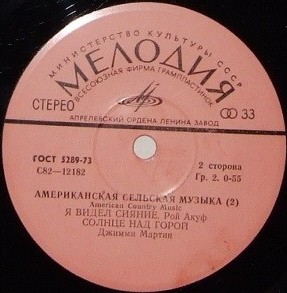 МИНИСТЕРСТВО КУЛЬТУРЫ СССР
МЕЛОДИЯ
ВСЕСОЮЗНАЯ ФИРМА ГРАМПЛАСТИНОК
СТЕРЕО
33
АПРЕЛЕВСКИЙ ОРДЕНА ЛЕНИНА ЗАВОД
ГОСТ 5289-73
2 сторона
С82—12182
Гр. 2. 0-55
АМЕРИКАНСКАЯ СЕЛЬСКАЯ МУЗЫКА (2)
American Country Music
Я ВИДЕЛ СИЯНИЕ, Рой Акуф
СОЛНЦЕ НАД ГОРОЙ
Джимми Мартин